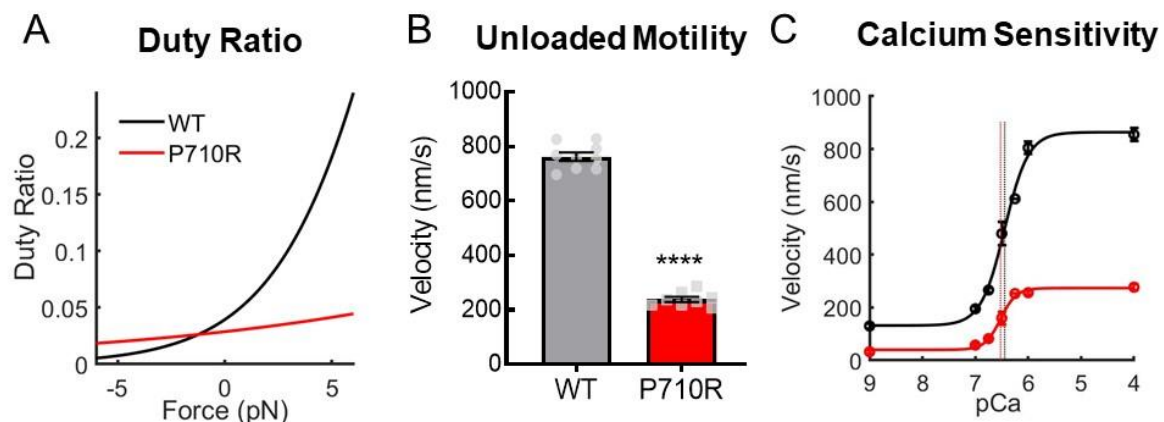 A Duty Ratio
Duty Ratio
0.2
0.15
0.1
0.05
0
-5 0 5
Force (pN)
WT
P710R
B Unloaded Motility
Velocity (nm/s)
1000
800
600
400
200
0
****
WT P710R
C Calcium Sensitivity
Velocity (nm/s)
1000
800
600
400
200
0
9 8 7 6 5 4
pCa